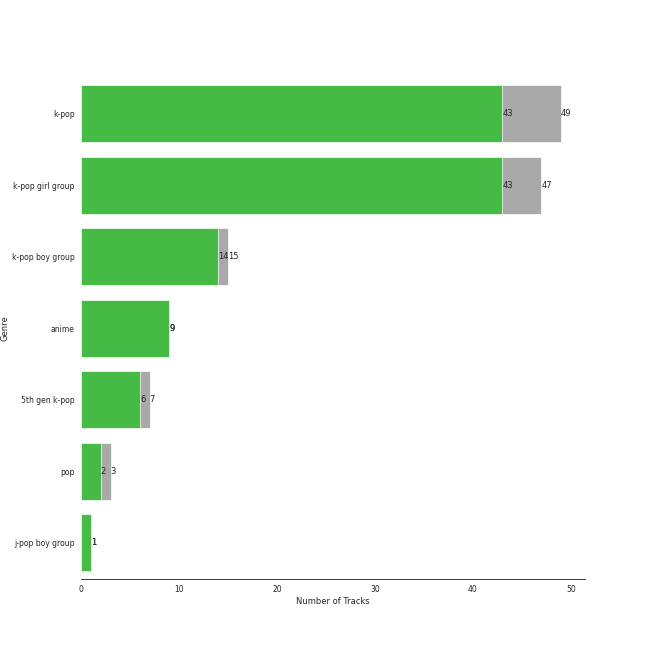 k-pop 43 49
k-pop girl group 43 47
k-pop boy group 14 15
anime 9
5th gen k-pop 6 7
pop 2 3
j-pop boy group 1
Genre
0 10 20 30 40 50
Number of Tracks